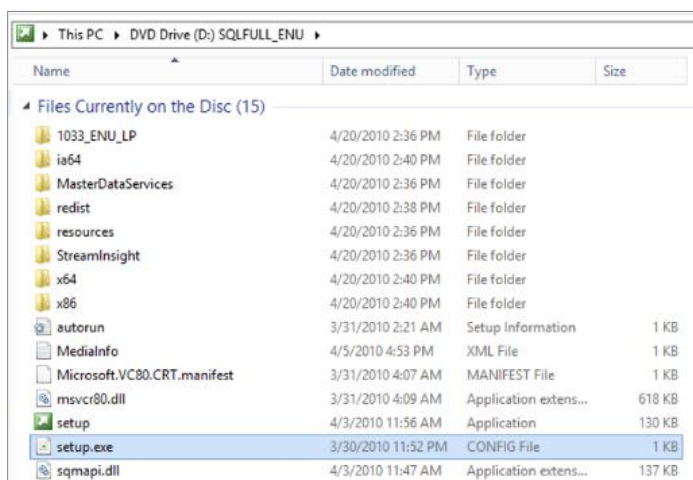 This PC DVD Drive (D:) SQLFULL_ENU
Name Date modified Type Size
Files Currently on the Disc (15)
1033_ENU_LP 4/20/2010 2:36 PM File folder
ia64 4/20/2010 2:40 PM File folder
MasterDataServices 4/20/2010 2:36 PM File folder
redist 4/20/2010 2:38 PM File folder
resources 4/20/2010 2:36 PM File folder
StreamInsight 4/20/2010 2:36 PM File folder
x64 4/20/2010 2:40 PM File folder
x86 4/20/2010 2:40 PM File folder
autorun 3/31/2010 2:21 AM Setup Information 1 KB
MediaInfo 4/5/2010 4:53 PM XML File 1 KB
Microsoft.VC80.CRT.manifest 3/31/2010 4:07 AM MANIFEST File 1 KB
msvcr80.dll 3/31/2010 4:09 AM Application extens... 618 KB
setup 4/3/2010 11:56 AM Application 130 KB
setup.exe 3/30/2010 11:52 PM CONFIG File 1 KB
sqmapi.dll 4/3/2010 11:47 AM Application extens... 137 KB